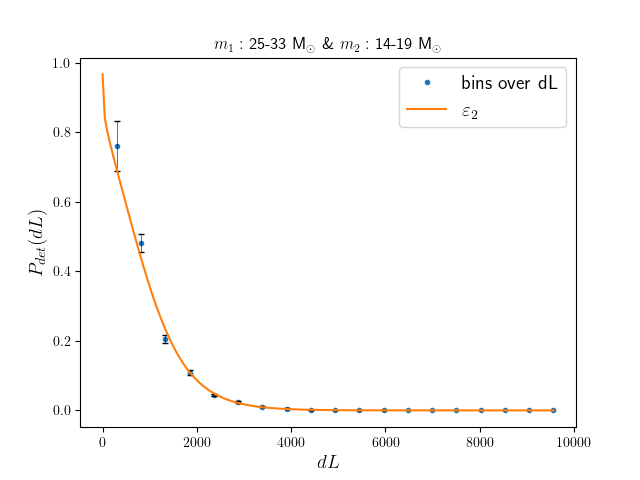 m₁ : 25-33 M⊙ & m₂ : 14-19 M⊙
bins over dL
ε₂
P_det(dL)
1.0
0.8
0.6
0.4
0.2
0.0
0 2000 4000 6000 8000 10000
dL